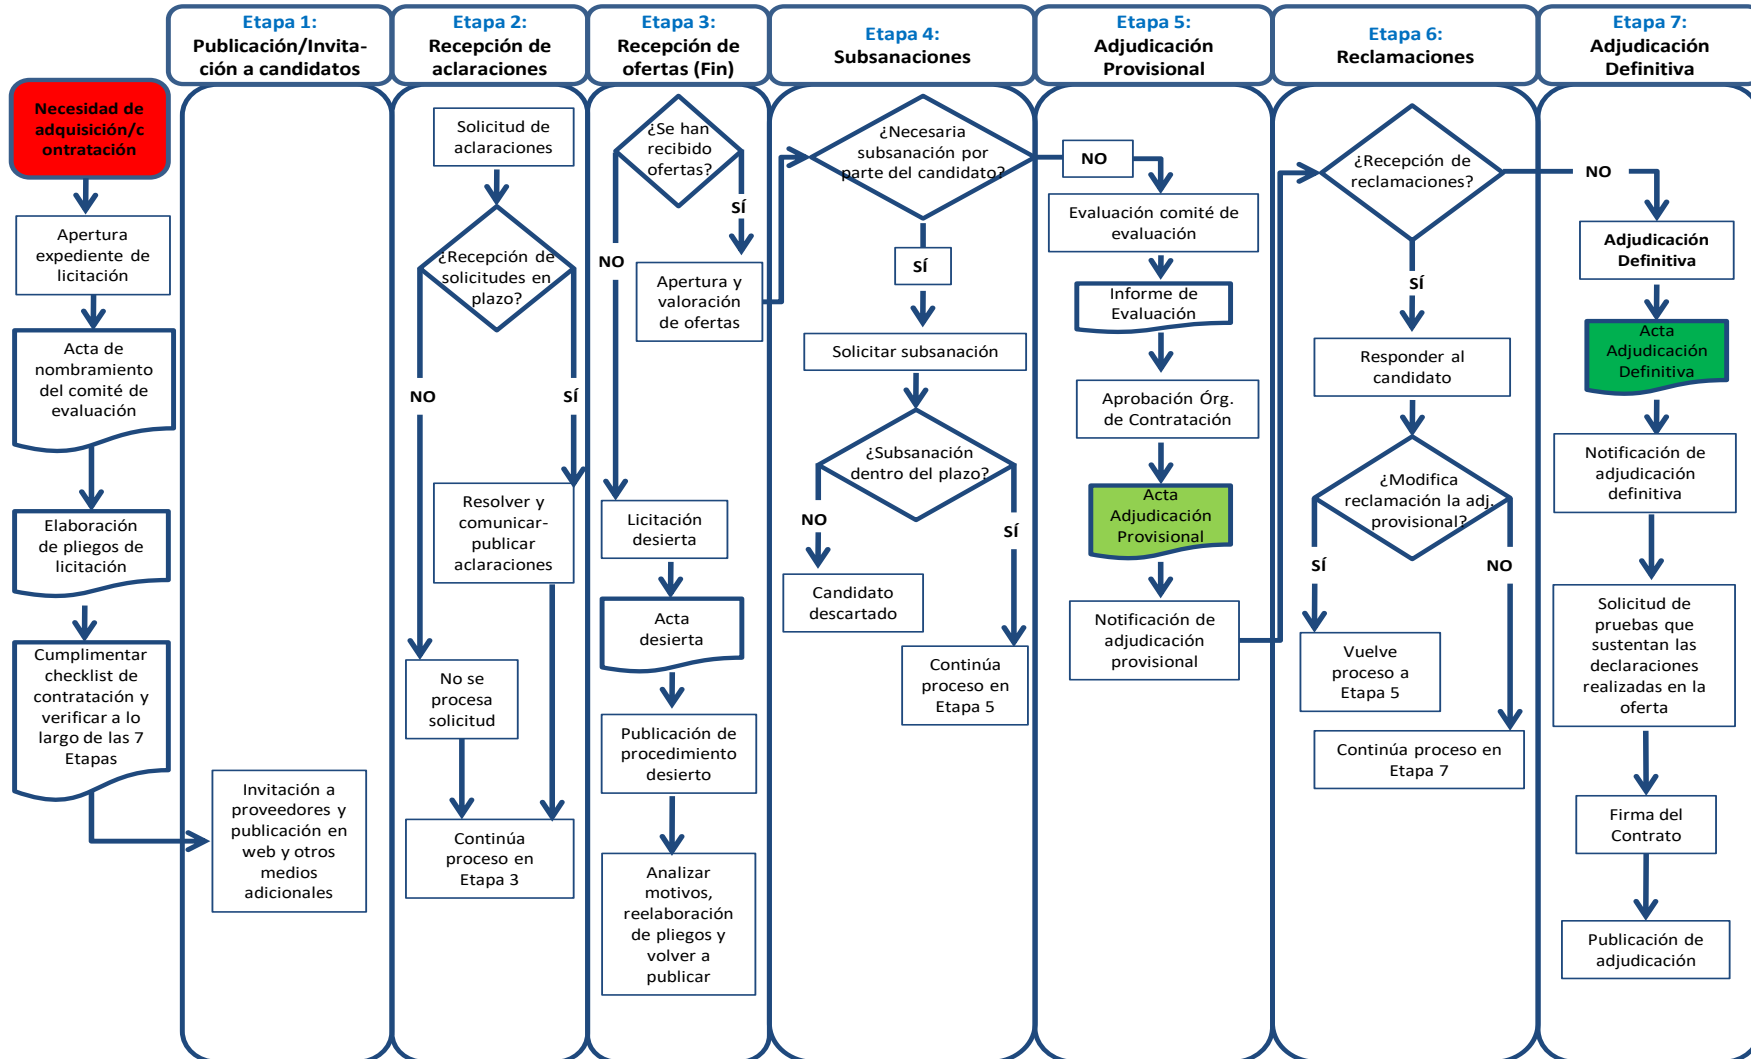 Necesidad de
adquisición/c
ontratación
Apertura
expediente de
licitación
Acta de
nombramiento
del comité de
evaluación
Elaboración
de pliegos de
licitación
Cumplimentar
checklist de
contratación y
verificar a lo
largo de las 7
Etapas
Etapa 1:
Publicación/Invita-
ción a candidatos
Invitación a
proveedores y
publicación en
web y otros
medios
adicionales
Etapa 2:
Recepción de
aclaraciones
Solicitud de
aclaraciones
¿Recepción de
solicitudes en
plazo?
NO
SÍ
Resolver y
comunicar-
publicar
aclaraciones
No se
procesa
solicitud
Continúa
proceso en
Etapa 3
Etapa 3:
Recepción de
ofertas (Fin)
¿Se han
recibido
ofertas?
SÍ
NO
Apertura y
valoración
de ofertas
Licitación
desierta
Acta
desierta
Publicación de
procedimiento
desierto
Analizar
motivos,
reelaboración
de pliegos y
volver a
publicar
Etapa 4:
Subsanaciones
¿Necesaria
subsanación por
parte del candidato?
SÍ
Solicitar subsanación
¿Subsanación
dentro del plazo?
NO
SÍ
Candidato
descartado
Continúa
proceso en
Etapa 5
Etapa 5:
Adjudicación
Provisional
NO
Evaluación comité de
evaluación
Informe de
Evaluación
Aprobación Órg.
de Contratación
Acta
Adjudicación
Provisional
Notificación de
adjudicación
provisional
Etapa 6:
Reclamaciones
¿Recepción de
reclamaciones?
SÍ
Responder al
candidato
¿Modifica
reclamación la adj.
provisional?
SÍ
NO
Vuelve
proceso a
Etapa 5
Continúa proceso en
Etapa 7
Etapa 7:
Adjudicación
Definitiva
NO
Adjudicación
Definitiva
Acta
Adjudicación
Definitiva
Notificación de
adjudicación
definitiva
Solicitud de
pruebas que
sustentan las
declaraciones
realizadas en la
oferta
Firma del
Contrato
Publicación de
adjudicación